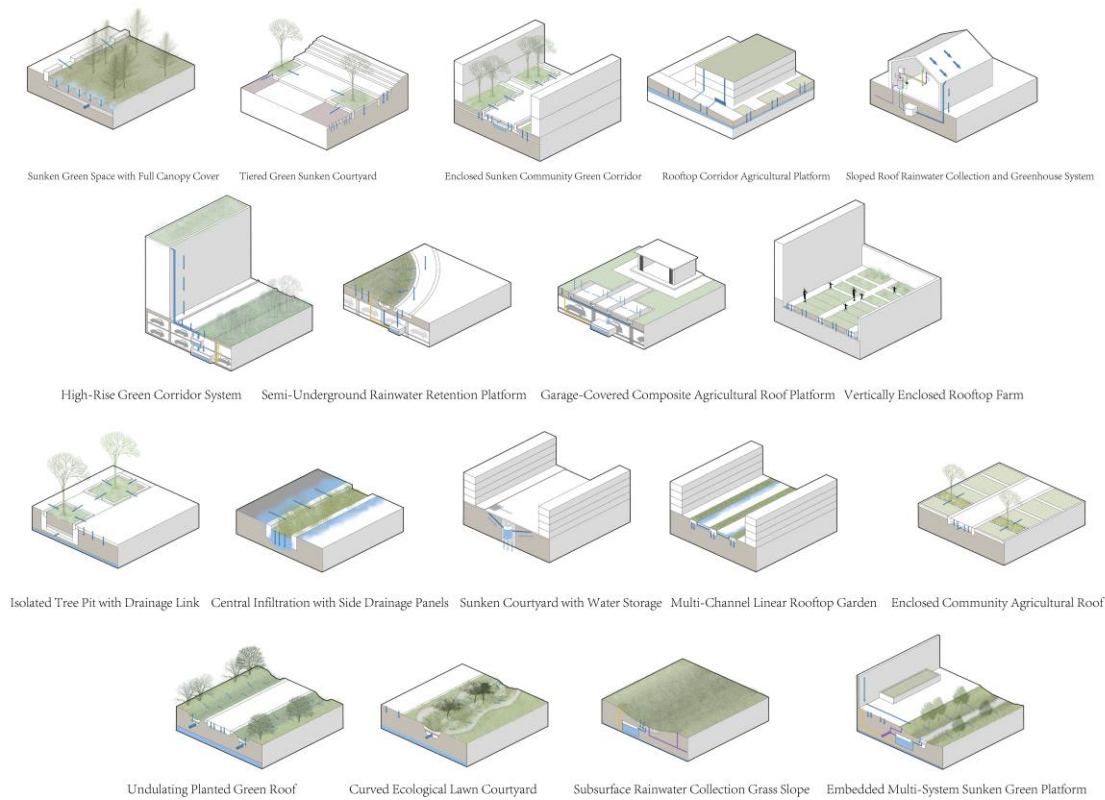 Sunken Green Space with Full Canopy Cover
Tiered Green Sunken Courtyard
Enclosed Sunken Community Green Corridor
Rooftop Corridor Agricultural Platform
Sloped Roof Rainwater Collection and Greenhouse System
High-Rise Green Corridor System
Semi-Underground Rainwater Retention Platform
Garage-Covered Composite Agricultural Roof Platform
Vertically Enclosed Rooftop Farm
Isolated Tree Pit with Drainage Link
Central Infiltration with Side Drainage Panels
Sunken Courtyard with Water Storage
Multi-Channel Linear Rooftop Garden
Enclosed Community Agricultural Roof
Undulating Planted Green Roof
Curved Ecological Lawn Courtyard
Subsurface Rainwater Collection Grass Slope
Embedded Multi-System Sunken Green Platform